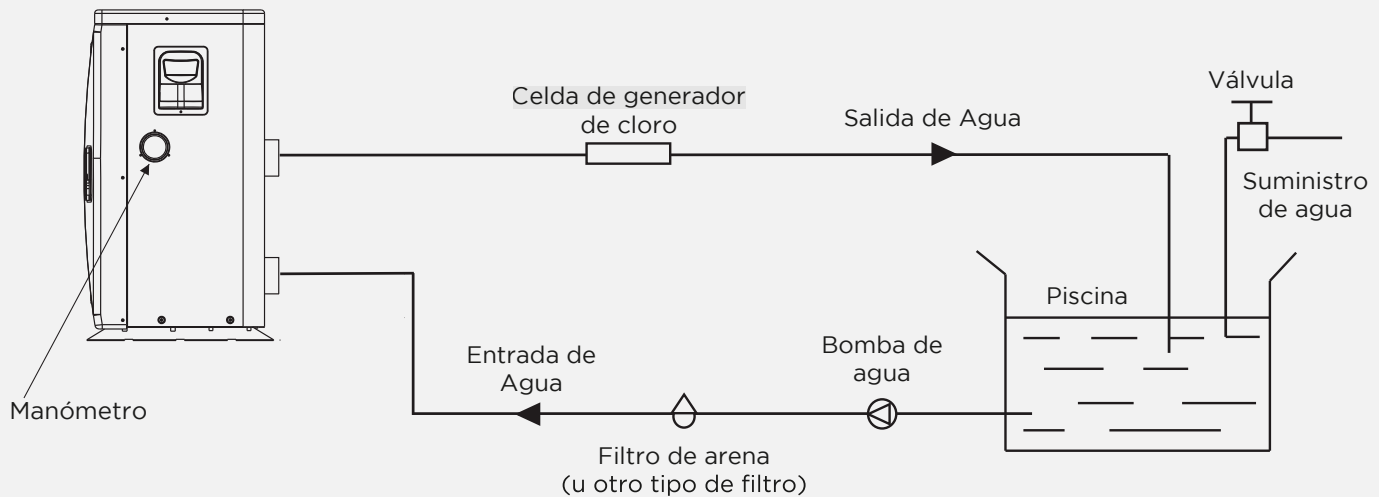 Celda de generador
de cloro
Salida de Agua
Válvula
Suministro
de agua
Piscina
Bomba de
agua
Entrada de
Agua
Manómetro
Filtro de arena
(u otro tipo de filtro)